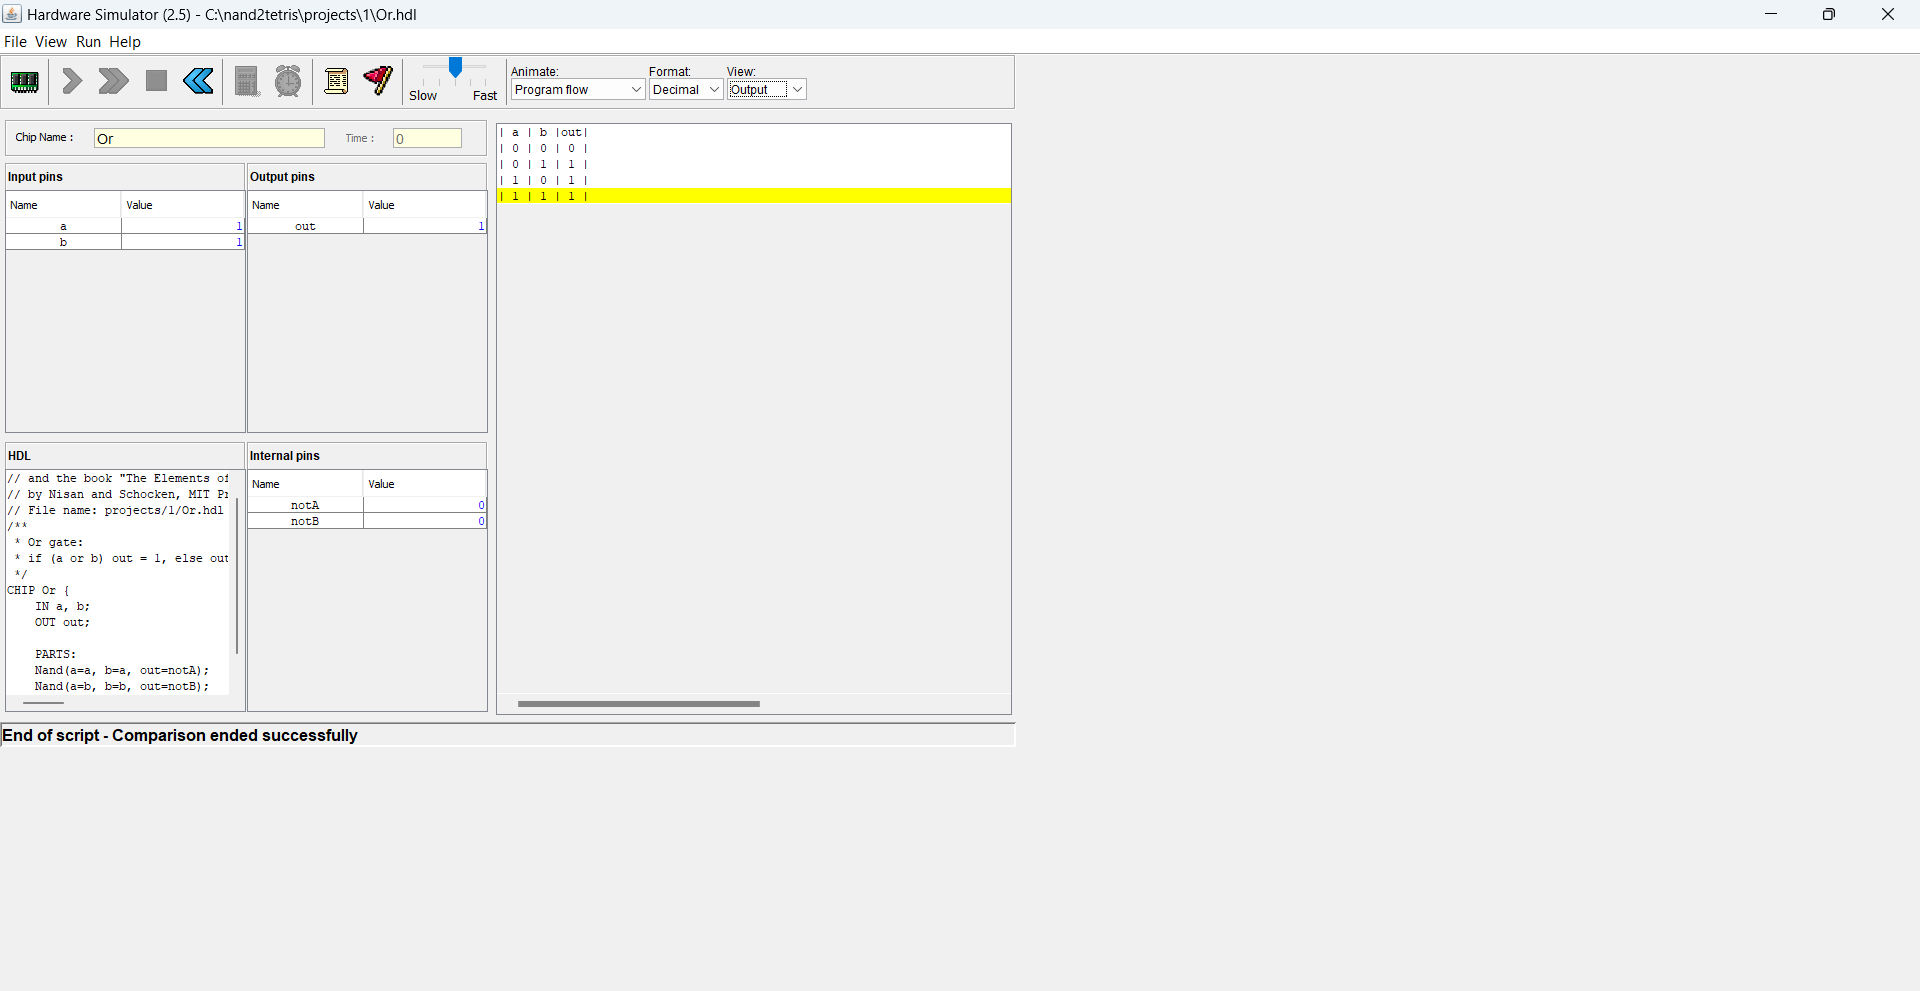 Hardware Simulator (2.5) - C:\nand2tetris\projects\1\Or.hdl
File View Run Help
Slow Fast
Animate: Format: View:
Program flow Decimal Output
Chip Name : Or Time : 0
Input pins
Name Value
a 1
b 1
Output pins
Name Value
out 1
HDL
// and the book "The Elements of
// by Nisan and Schocken, MIT Pr
// File name: projects/1/Or.hdl
/**
* Or gate:
* if (a or b) out = 1, else out
*/
CHIP Or {
IN a, b;
OUT out;
PARTS:
Nand(a=a, b=a, out=notA);
Nand(a=b, b=b, out=notB);
Internal pins
Name Value
notA 0
notB 0
| a | b |out|
| 0 | 0 | 0 |
| 0 | 1 | 1 |
| 1 | 0 | 1 |
| 1 | 1 | 1 |
End of script - Comparison ended successfully